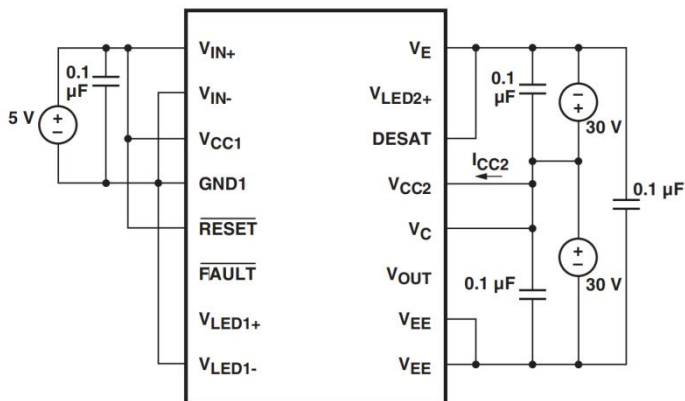 V_IN+
V_IN-
V_CC1
GND1
RESET
FAULT
V_LED1+
V_LED1-
V_E
V_LED2+
DESAT
V_CC2
V_C
V_OUT
V_EE
V_EE
5 V
+
−
0.1
µF
0.1
µF
−
+
30 V
I_CC2
0.1 µF
0.1 µF
+
−
30 V